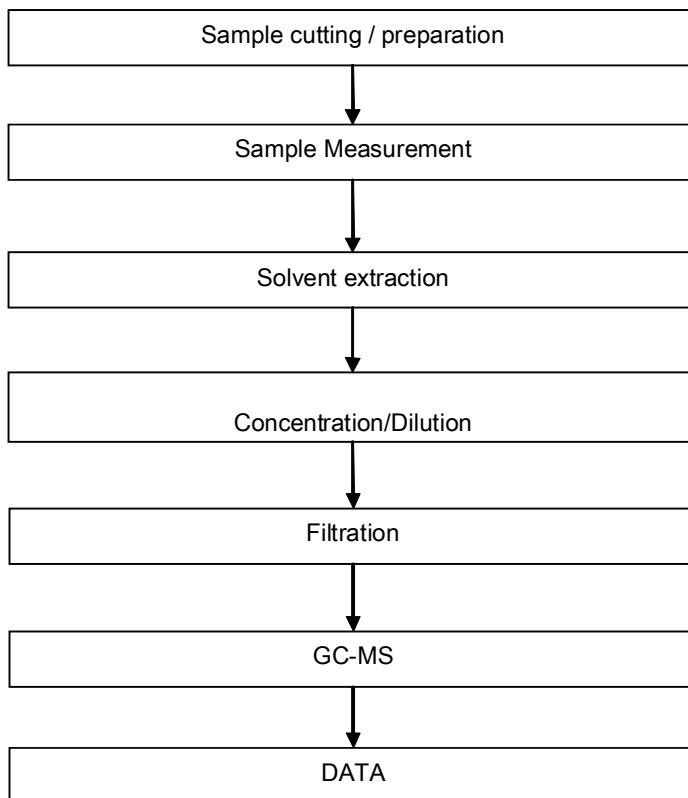 Sample cutting / preparation
Sample Measurement
Solvent extraction
Concentration/Dilution
Filtration
GC-MS
DATA